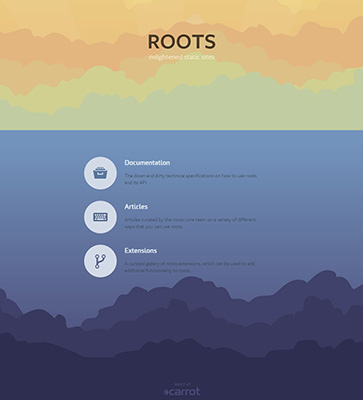 ROOTS
enlightened static sites
Documentation
The down and dirty technical specifications on how to use roots
and its API
Articles
Articles curated by the roots core team on a variety of different
ways that you can use roots
Extensions
A curated gallery of roots extensions, which can be used to add
additional functionality to roots.
carrot